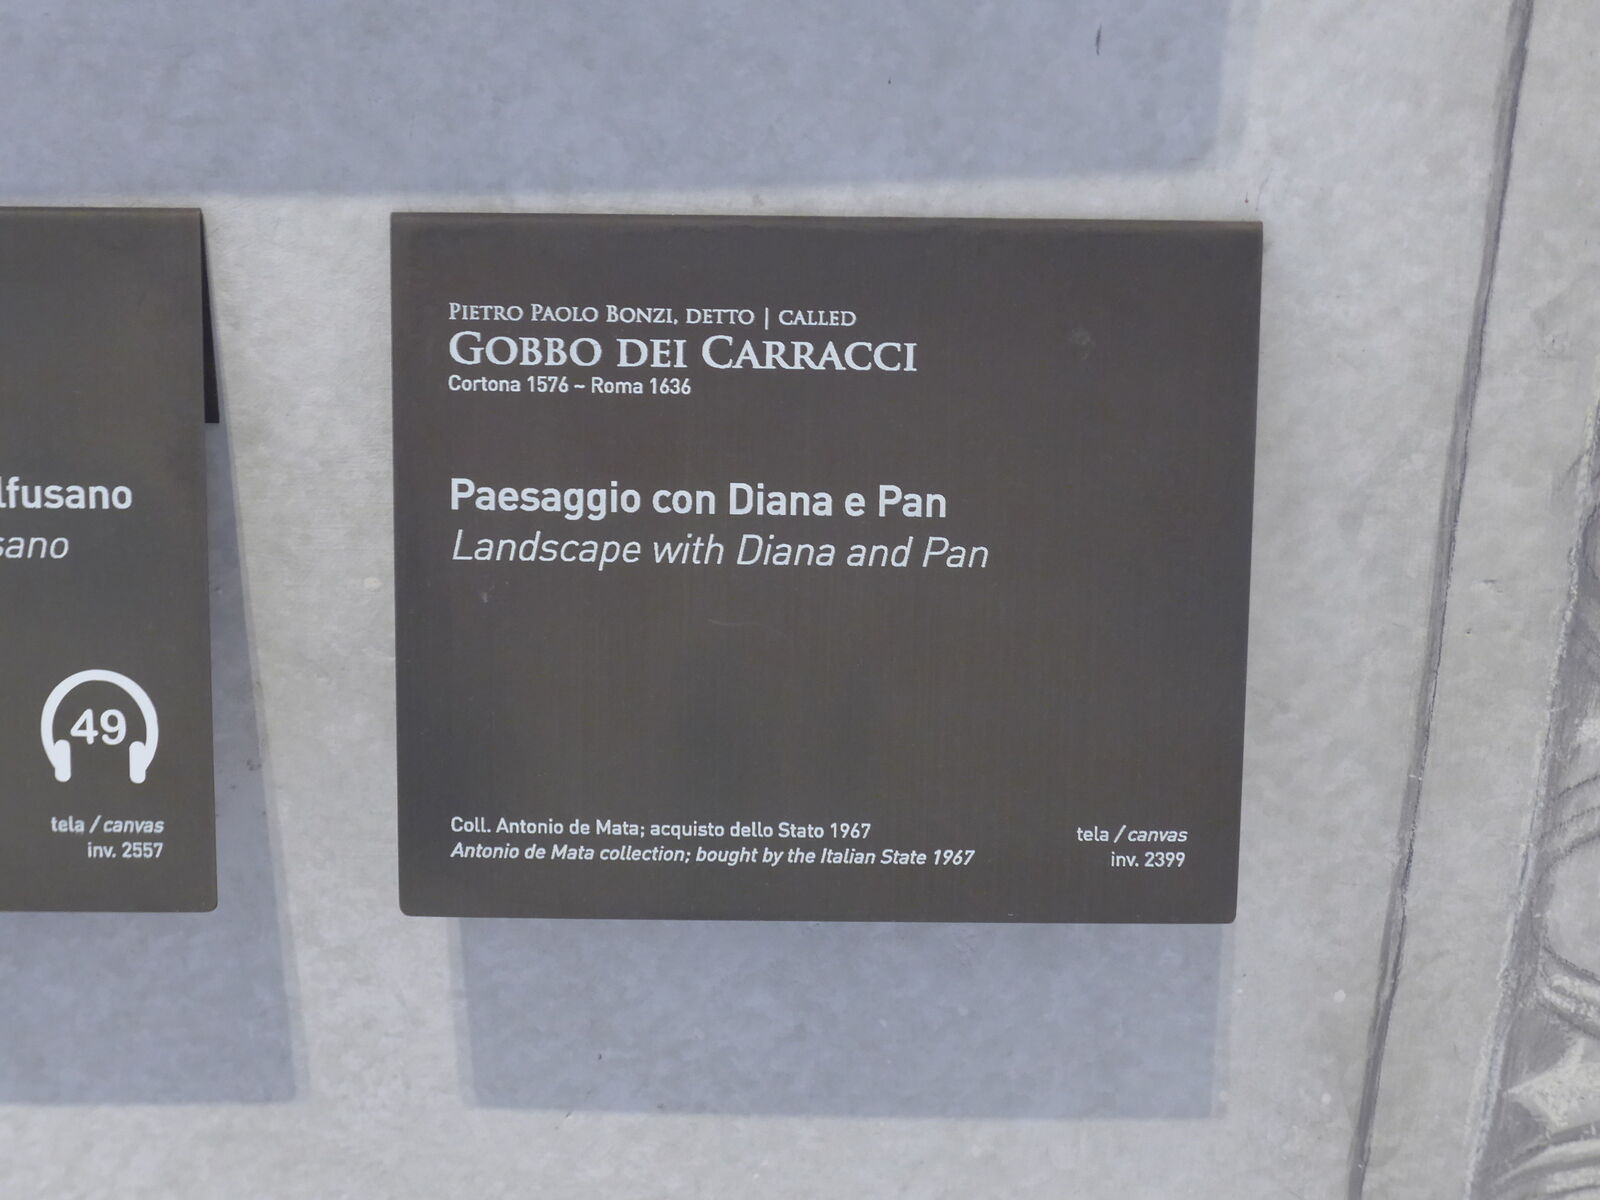 lfusano
sano
49
tela / canvas
inv. 2557
PIETRO PAOLO BONZI, DETTO | CALLED
GOBBO DEI CARRACCI
Cortona 1576 ~ Roma 1636
Paesaggio con Diana e Pan
Landscape with Diana and Pan
Coll. Antonio de Mata; acquisto dello Stato 1967
Antonio de Mata collection; bought by the Italian State 1967
tela / canvas
inv. 2399